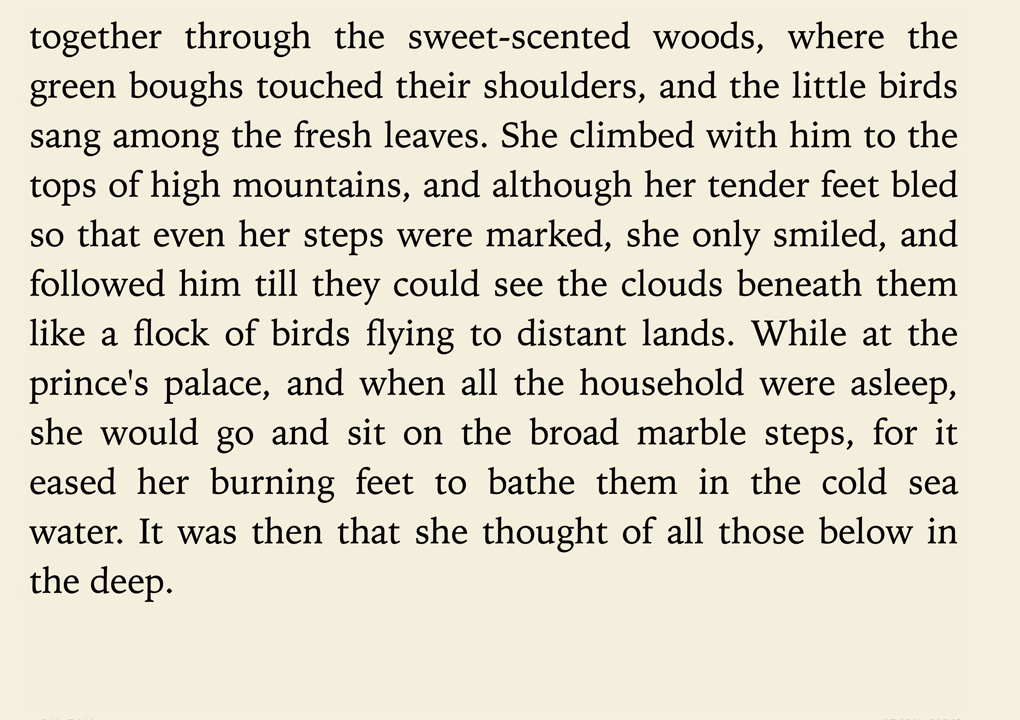 together through the sweet-scented woods, where the
green boughs touched their shoulders, and the little birds
sang among the fresh leaves. She climbed with him to the
tops of high mountains, and although her tender feet bled
so that even her steps were marked, she only smiled, and
followed him till they could see the clouds beneath them
like a flock of birds flying to distant lands. While at the
prince's palace, and when all the household were asleep,
she would go and sit on the broad marble steps, for it
eased her burning feet to bathe them in the cold sea
water. It was then that she thought of all those below in
the deep.